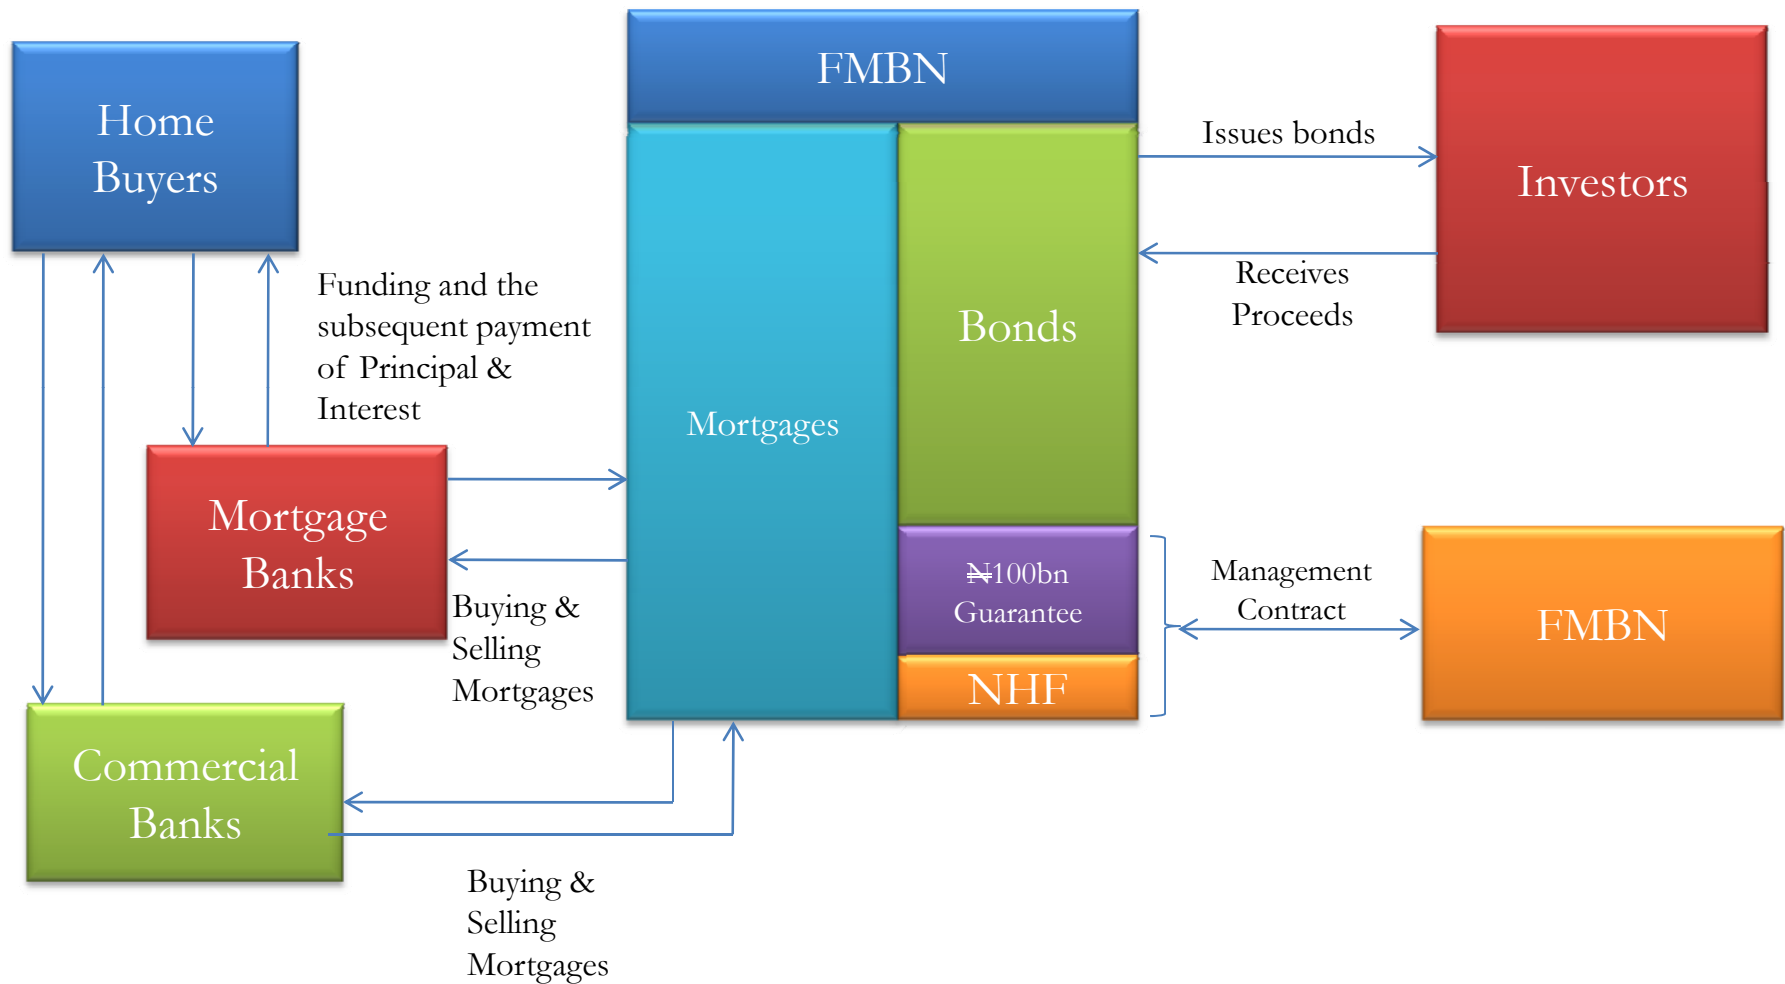 FMBN
Home
Buyers
Issues bonds
Investors
Receives
Proceeds
Funding and the
subsequent payment
of Principal &
Interest
Bonds
Mortgages
Mortgage
Banks
Buying &
Selling
Mortgages
₦100bn
Guarantee
NHF
Management
Contract
FMBN
Commercial
Banks
Buying &
Selling
Mortgages